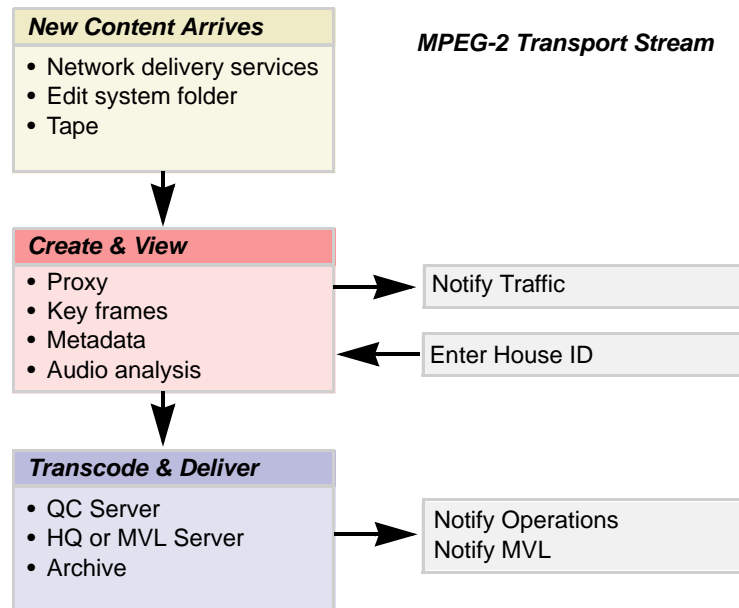 New Content Arrives
MPEG-2 Transport Stream
• Network delivery services
• Edit system folder
• Tape
Create & View
• Proxy
• Key frames
• Metadata
• Audio analysis
Notify Traffic
Enter House ID
Transcode & Deliver
• QC Server
• HQ or MVL Server
• Archive
Notify Operations
Notify MVL